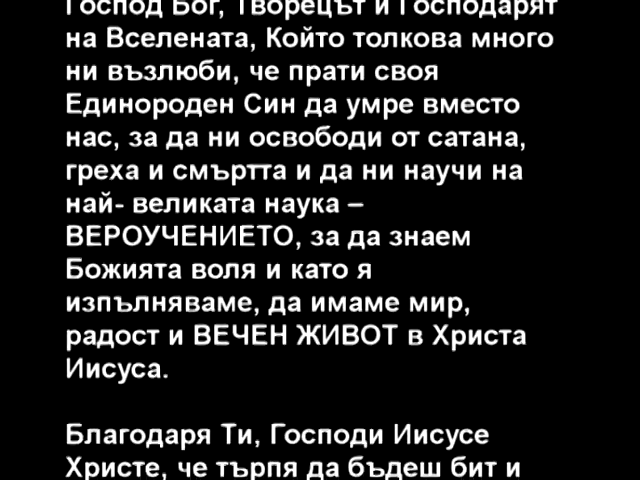 Господ Бог, Творецът и Господарят
на Вселената, Който толкова много
ни възлюби, че прати своя
Единороден Син да умре вместо
нас, за да ни освободи от сатана,
греха и смъртта и да ни научи на
най- великата наука –
ВЕРОУЧЕНИЕТО, за да знаем
Божията воля и като я
изпълняваме, да имаме мир,
радост и ВЕЧЕН ЖИВОТ в Христа
Иисуса.
Благодаря Ти, Господи Иисусе
Христе, че търпя да бъдеш бит и